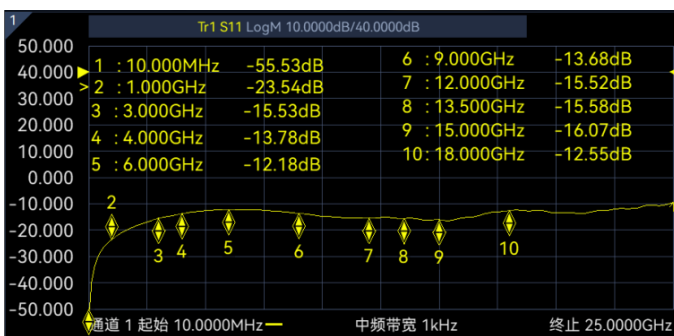 1
Tr1 S11 LogM 10.0000dB/40.0000dB
50.000
40.000
30.000
20.000
10.000
0.000
-10.000
-20.000
-30.000
-40.000
-50.000
1 : 10.000MHz -55.53dB
>2 : 1.000GHz -23.54dB
3 : 3.000GHz -15.53dB
4 : 4.000GHz -13.78dB
5 : 6.000GHz -12.18dB
6 : 9.000GHz -13.68dB
7 : 12.000GHz -15.52dB
8 : 13.500GHz -15.58dB
9 : 15.000GHz -16.07dB
10: 18.000GHz -12.55dB
2
3
4
5
6
7
8
9
10
通道 1 起始 10.0000MHz 中频带宽 1kHz 终止 25.0000GHz